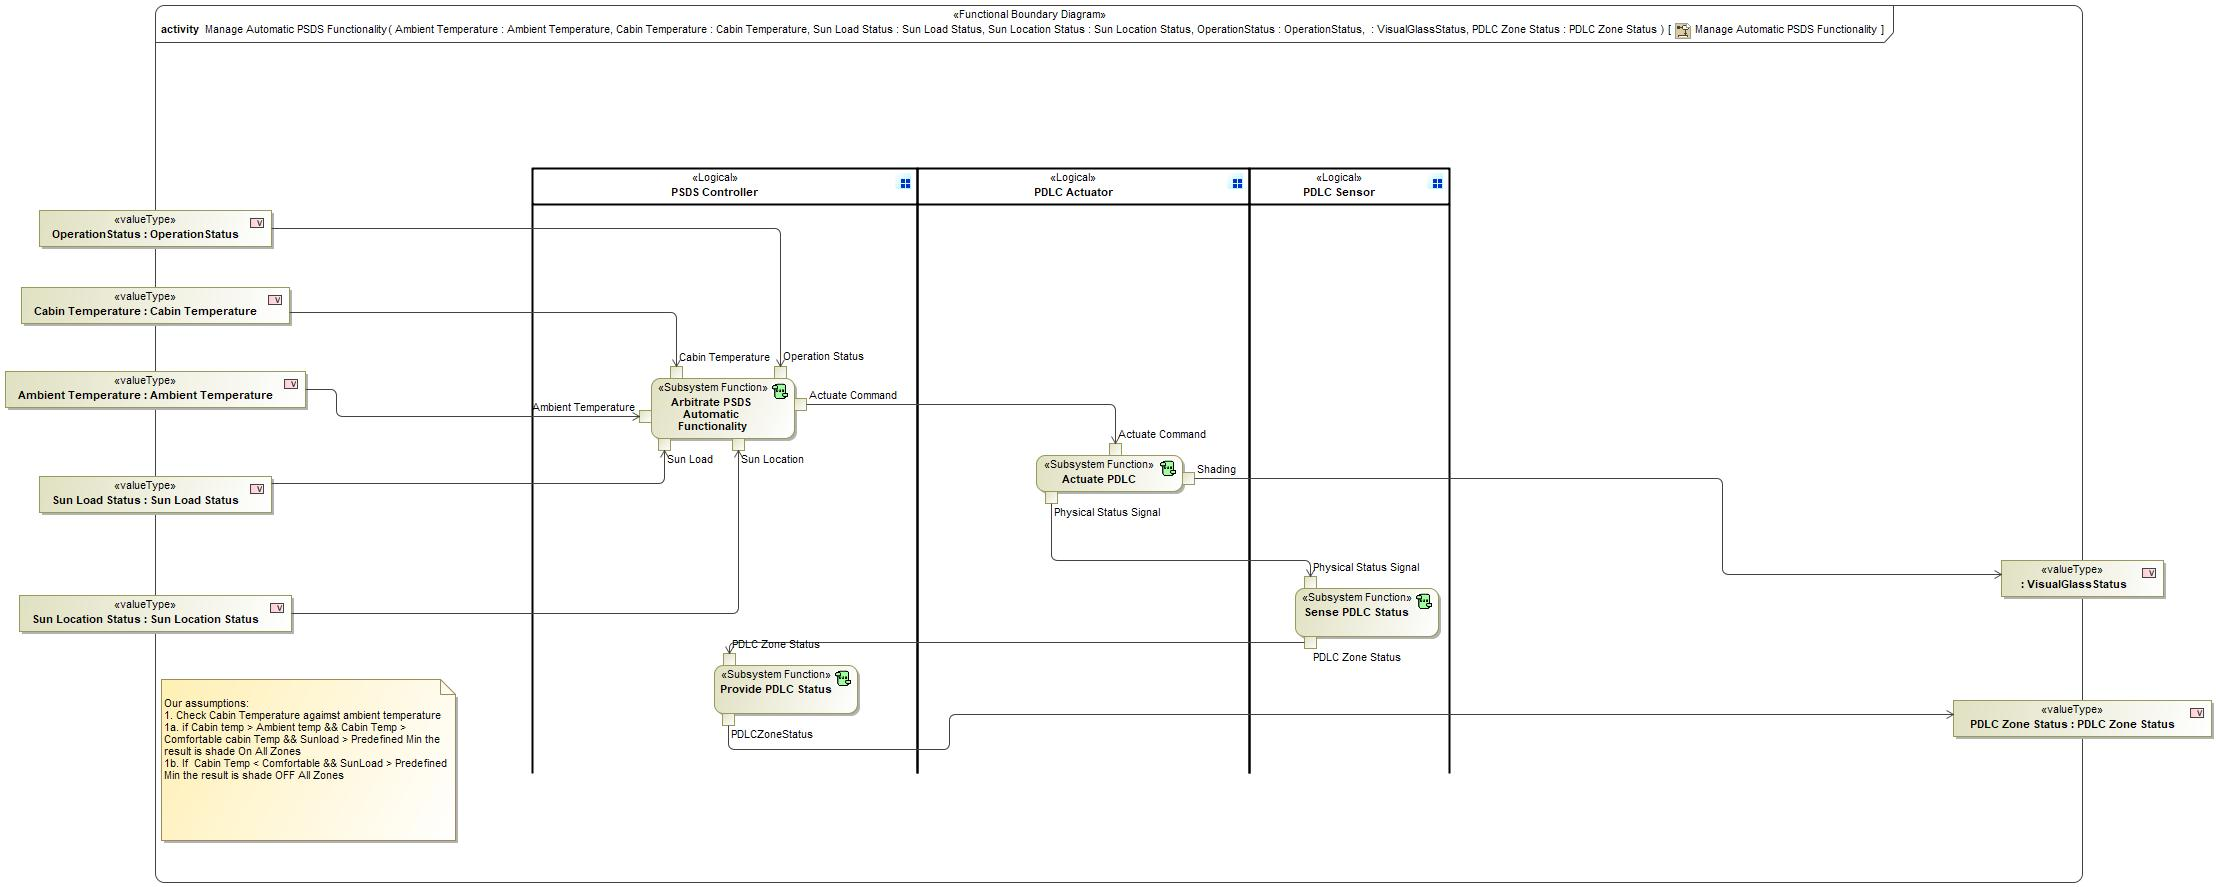 «Functional Boundary Diagram»
activity Manage Automatic PSDS Functionality( Ambient Temperature : Ambient Temperature, Cabin Temperature : Cabin Temperature, Sun Load Status : Sun Load Status, Sun Location Status : Sun Location Status, OperationStatus : OperationStatus, : VisualGlassStatus, PDLC Zone Status : PDLC Zone Status ) [ Manage Automatic PSDS Functionality ]
«Logical»
PSDS Controller
«Logical»
PDLC Actuator
«Logical»
PDLC Sensor
«valueType»
V
OperationStatus : OperationStatus
«valueType»
V
Cabin Temperature : Cabin Temperature
«valueType»
V
Ambient Temperature : Ambient Temperature
«valueType»
V
Sun Load Status : Sun Load Status
«valueType»
V
Sun Location Status : Sun Location Status
Cabin Temperature
Operation Status
Ambient Temperature
«Subsystem Function»
Arbitrate PSDS
Automatic
Functionality
Actuate Command
Sun Load
Sun Location
Actuate Command
«Subsystem Function»
Actuate PDLC
Shading
Physical Status Signal
Physical Status Signal
«Subsystem Function»
Sense PDLC Status
PDLC Zone Status
PDLC Zone Status
«Subsystem Function»
Provide PDLC Status
PDLCZoneStatus
«valueType»
V
: VisualGlassStatus
«valueType»
V
PDLC Zone Status : PDLC Zone Status
Our assumptions:
1. Check Cabin Temperature against ambient temperature
1a. if Cabin temp > Ambient temp && Cabin Temp >
Comfortable cabin Temp && Sunload > Predefined Min the
result is shade On All Zones
1b. If Cabin Temp < Comfortable && SunLoad > Predefined
Min the result is shade OFF All Zones